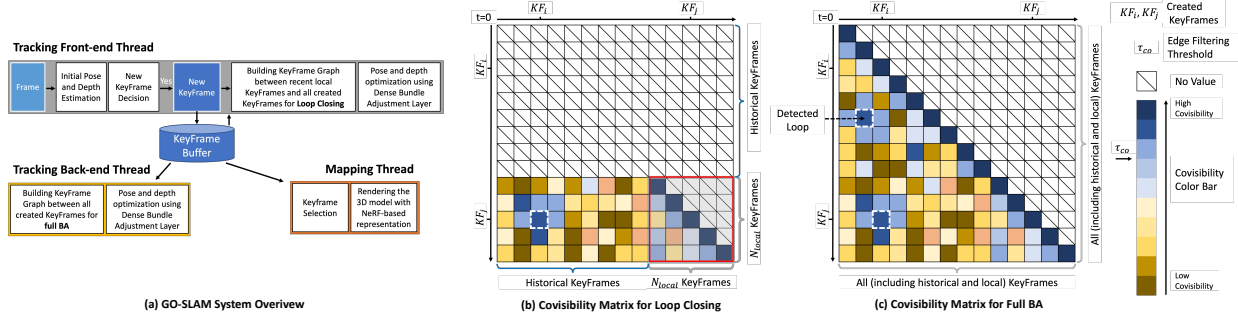 Tracking Front-end Thread
Frame
Initial Pose
and Depth
Estimation
New
KeyFrame
Decision
Yes
New
KeyFrame
Building KeyFrame Graph
between recent local
KeyFrames and all created
KeyFrames for Loop Closing
Pose and depth
optimization using
Dense Bundle
Adjustment Layer
KeyFrame
Buffer
Tracking Back-end Thread
Building KeyFrame
Graph between all
created KeyFrames for
full BA
Pose and depth
optimization using
Dense Bundle
Adjustment Layer
Mapping Thread
Keyframe
Selection
Rendering the
3D model with
NeRF-based
representation
(a) GO-SLAM System Overivew
t=0
KF_i
KF_j
KF_i
KF_j
Historical KeyFrames
N_local KeyFrames
Historical KeyFrames
N_local KeyFrames
(b) Covisibility Matrix for Loop Closing
t=0
KF_i
KF_j
KF_i
KF_j
Detected
Loop
All (including historical and local) KeyFrames
All (including historical and local) KeyFrames
(c) Covisibility Matrix for Full BA
KF_i, KF_j Created
KeyFrames
τ_co Edge Filtering
Threshold
No Value
High
Covisibility
τ_co
Covisibility
Color Bar
Low
Covisibility